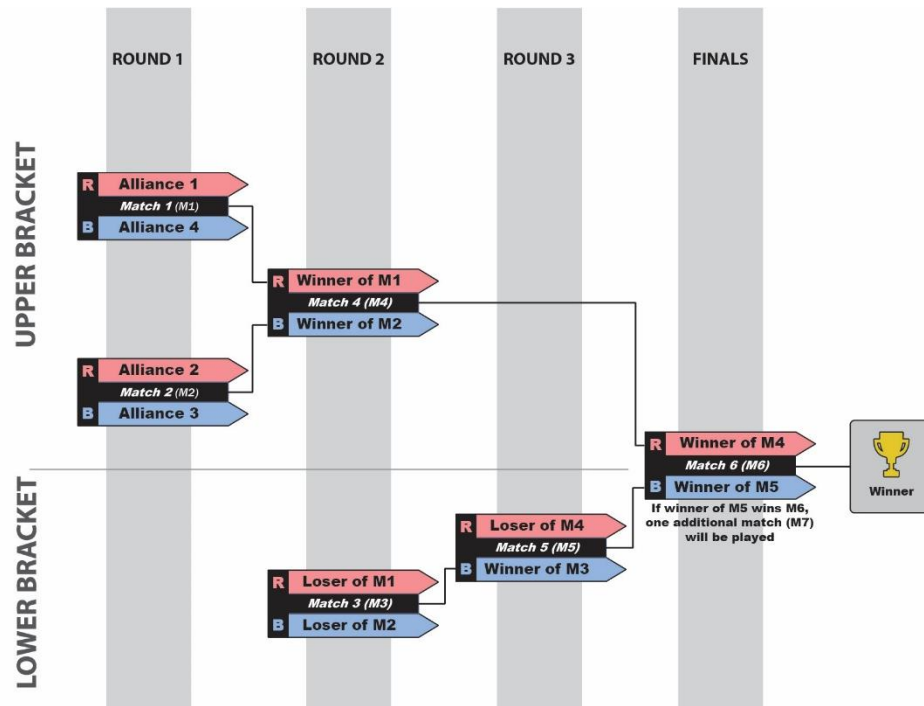 ROUND 1
ROUND 2
ROUND 3
FINALS
UPPER BRACKET
R Alliance 1
Match 1 (M1)
B Alliance 4
R Winner of M1
Match 4 (M4)
B Winner of M2
R Alliance 2
Match 2 (M2)
B Alliance 3
R Winner of M4
Match 6 (M6)
B Winner of M5
If winner of M5 wins M6,
one additional match (M7)
will be played
Winner
LOWER BRACKET
R Loser of M4
Match 5 (M5)
B Winner of M3
R Loser of M1
Match 3 (M3)
B Loser of M2